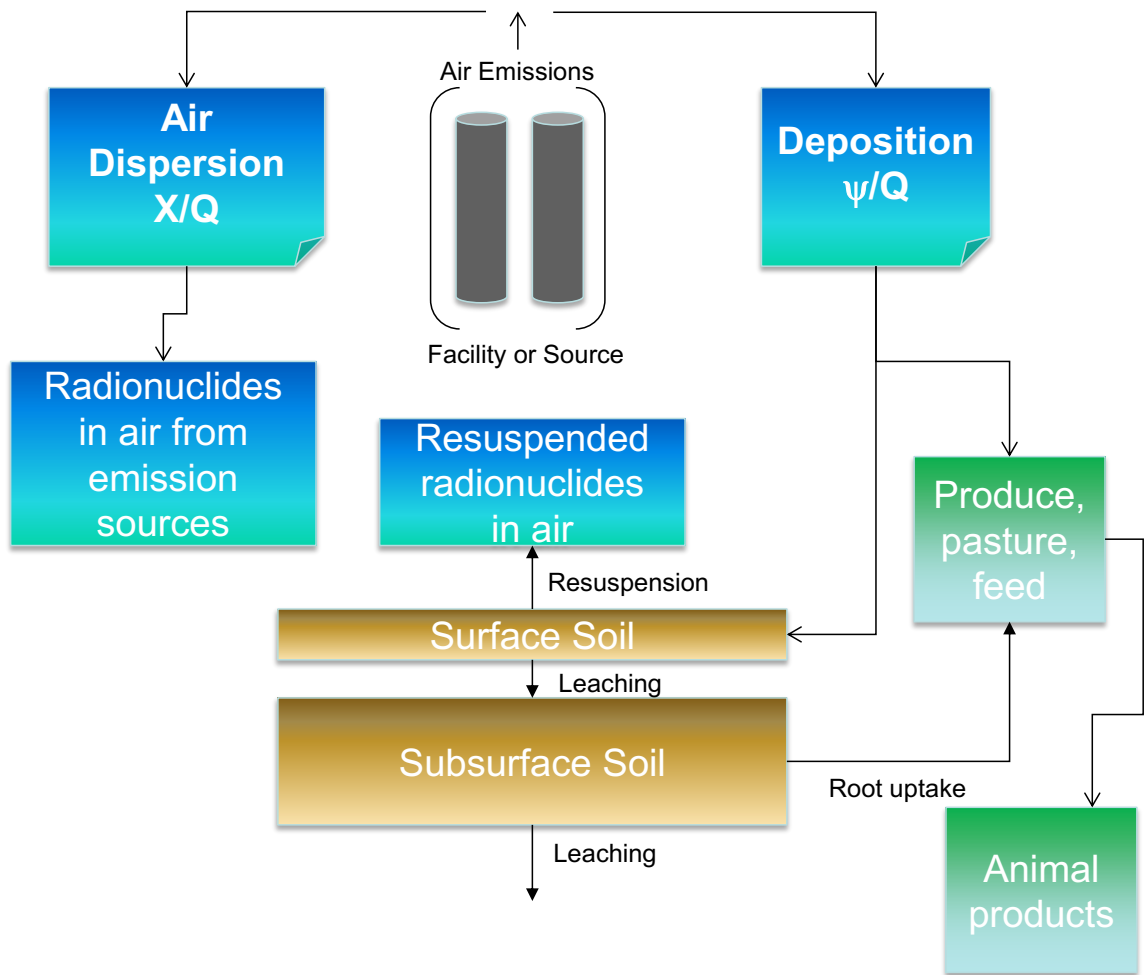 Air Emissions
Air
Dispersion
X/Q
Deposition
ψ/Q
Facility or Source
Radionuclides
in air from
emission
sources
Resuspended
radionuclides
in air
Produce,
pasture,
feed
Resuspension
Surface Soil
Leaching
Subsurface Soil
Root uptake
Leaching
Animal
products